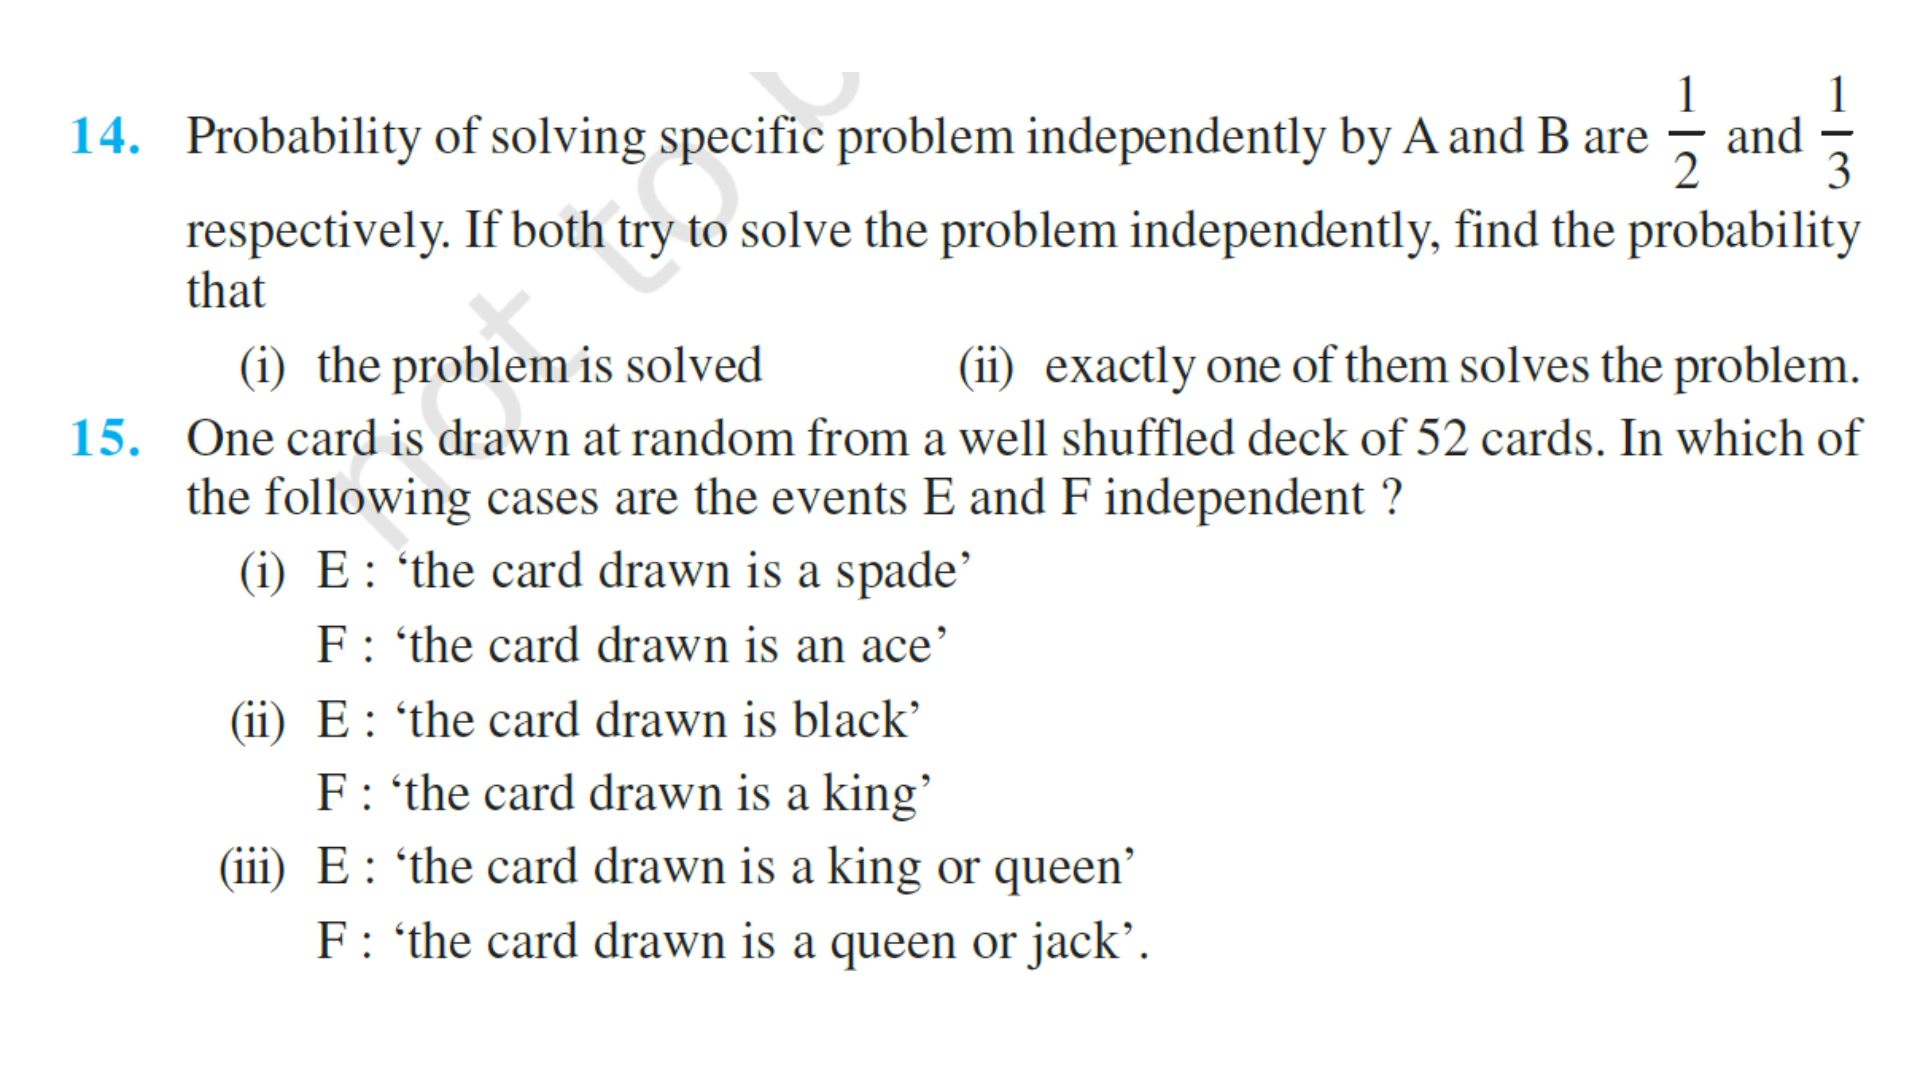 14. Probability of solving specific problem independently by A and B are 1/2 and 1/3
respectively. If both try to solve the problem independently, find the probability
that
(i) the problem is solved (ii) exactly one of them solves the problem.
15. One card is drawn at random from a well shuffled deck of 52 cards. In which of
the following cases are the events E and F independent ?
(i) E : ‘the card drawn is a spade’
F : ‘the card drawn is an ace’
(ii) E : ‘the card drawn is black’
F : ‘the card drawn is a king’
(iii) E : ‘the card drawn is a king or queen’
F : ‘the card drawn is a queen or jack’.
not to